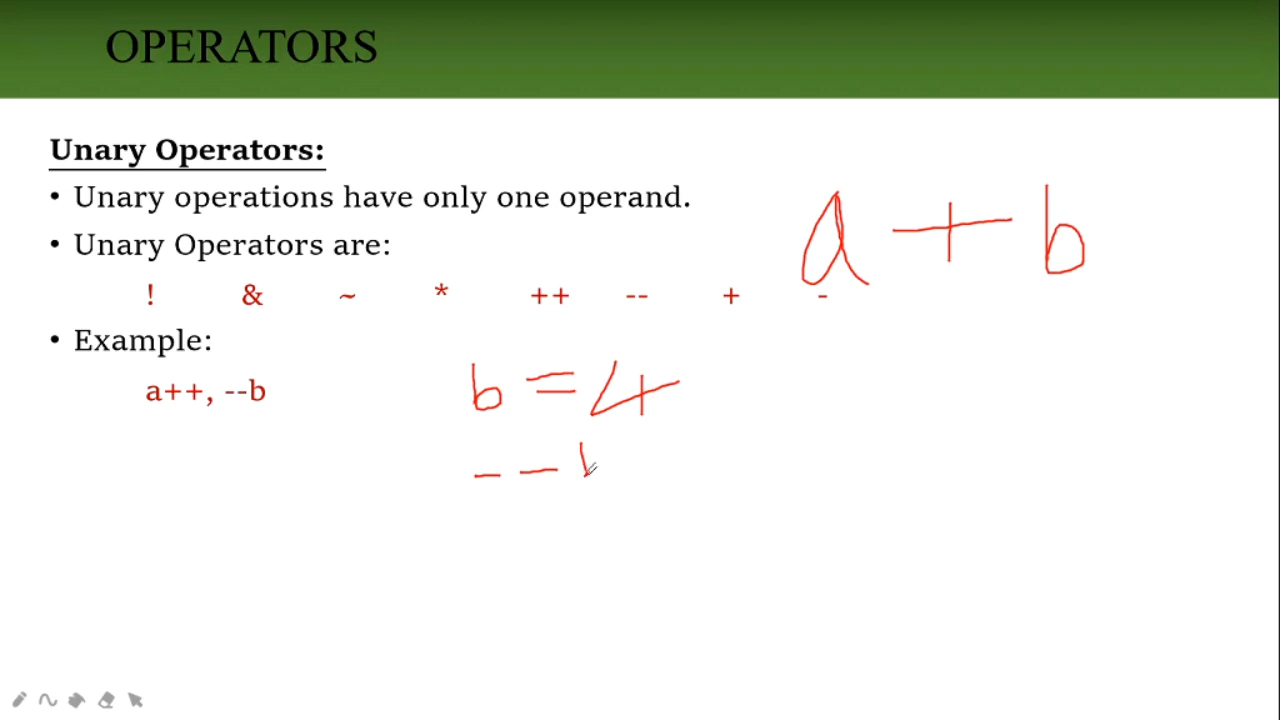 OPERATORS
Unary Operators:
• Unary operations have only one operand.
• Unary Operators are:
! & ~ * ++ -- + -
a + b
• Example:
a++, --b
b = 4
--